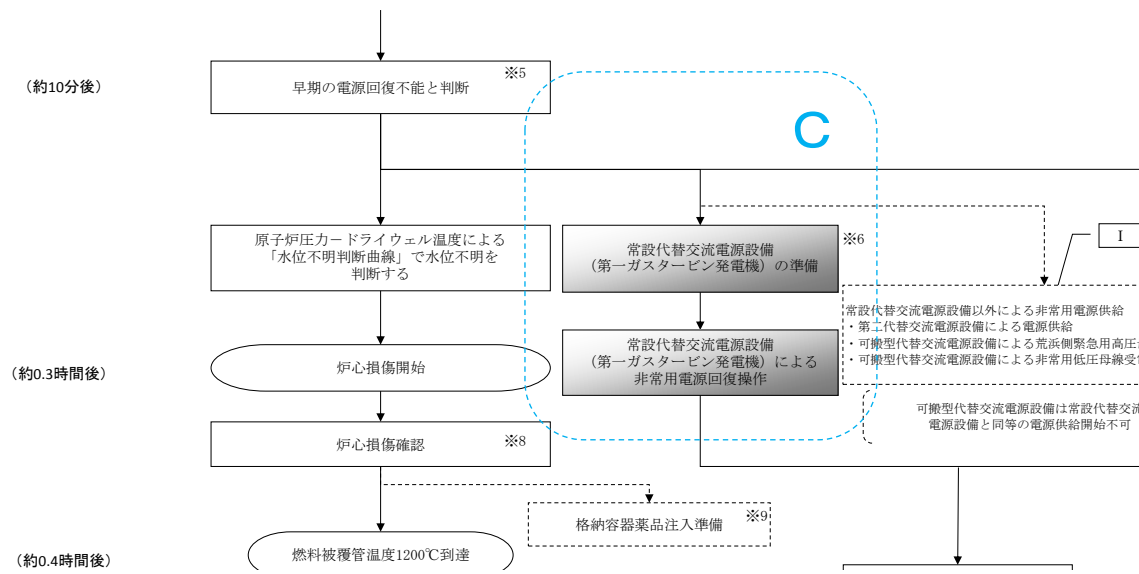 （約10分後）
早期の電源回復不能と判断
※5
C
原子炉圧力－ドライウェル温度による
「水位不明判断曲線」で水位不明を
判断する
常設代替交流電源設備
（第一ガスタービン発電機）の準備
※6
I
常設代替交流電源設備以外による非常用電源供給
・第二代替交流電源設備による電源供給
・可搬型代替交流電源設備による荒浜側緊急用高圧
・可搬型代替交流電源設備による非常用低圧母線受
（約0.3時間後）
炉心損傷開始
常設代替交流電源設備
（第一ガスタービン発電機）による
非常用電源回復操作
可搬型代替交流電源設備は常設代替交流
電源設備と同等の電源供給開始不可
炉心損傷確認
※8
格納容器薬品注入準備
※9
（約0.4時間後）
燃料被覆管温度1200℃到達